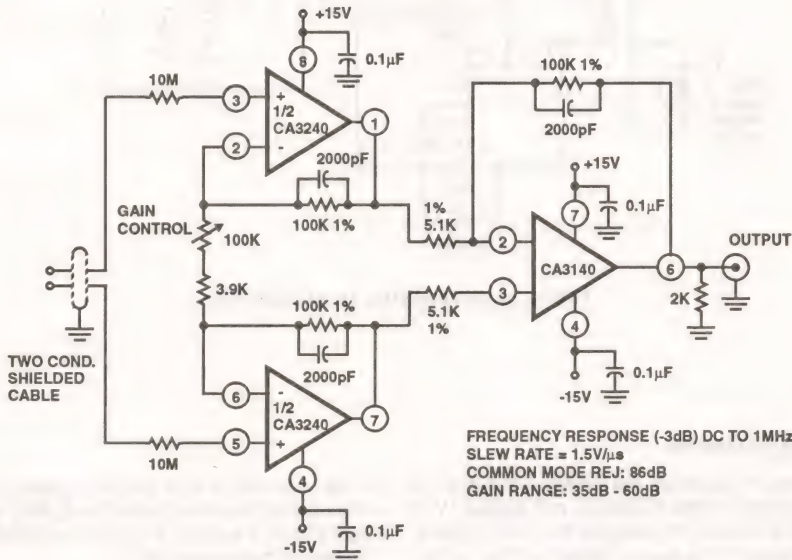 +15V
0.1μF
8
10M
3
+
1/2
CA3240
1
2
-
2000pF
100K 1%
GAIN
CONTROL
100K
3.9K
100K 1%
2000pF
TWO COND.
SHIELDED
CABLE
6
-
1/2
CA3240
7
5
+
10M
4
0.1μF
-15V
100K 1%
2000pF
+15V
7
0.1μF
1%
5.1K
2
CA3140
6
OUTPUT
3
5.1K
1%
2K
4
0.1μF
-15V
FREQUENCY RESPONSE (-3dB) DC TO 1MHz
SLEW RATE = 1.5V/μs
COMMON MODE REJ: 86dB
GAIN RANGE: 35dB - 60dB